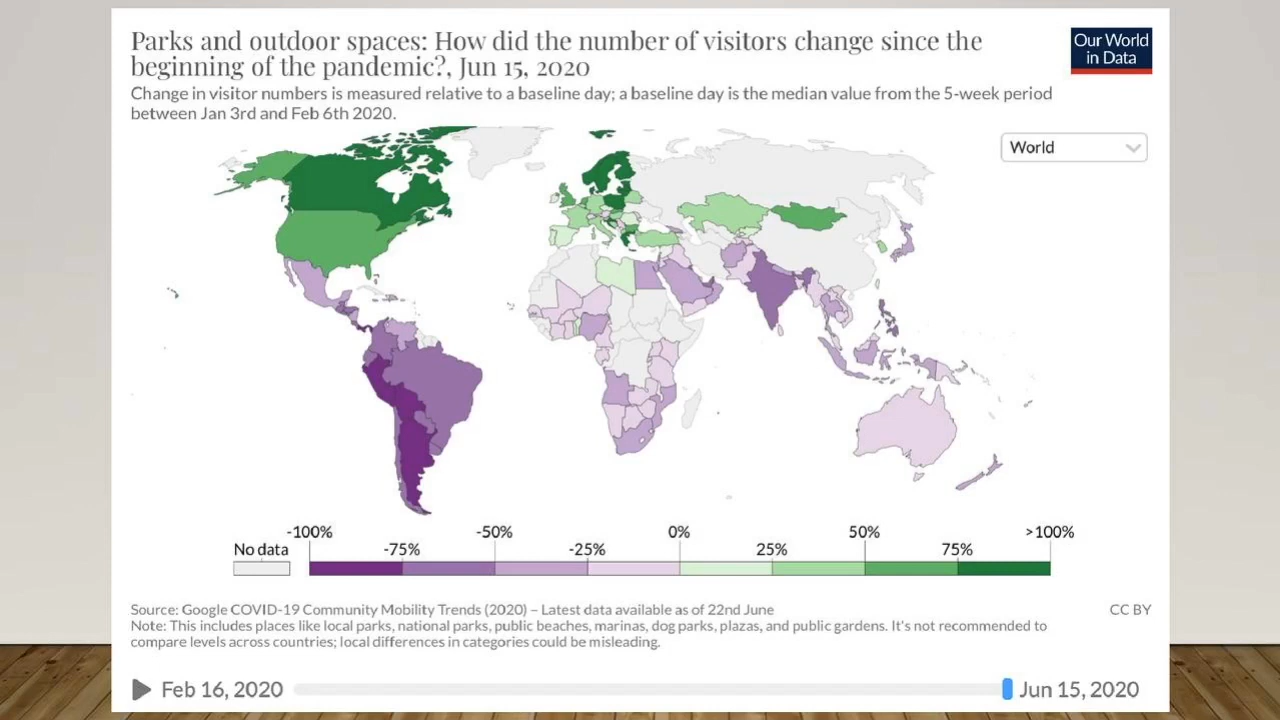 Parks and outdoor spaces: How did the number of visitors change since the
beginning of the pandemic?, Jun 15, 2020
Our World
in Data
Change in visitor numbers is measured relative to a baseline day; a baseline day is the median value from the 5-week period
between Jan 3rd and Feb 6th 2020.
World
-100% -50% 0% 50% >100%
No data -75% -25% 25% 75%
Source: Google COVID-19 Community Mobility Trends (2020) – Latest data available as of 22nd June
CC BY
Note: This includes places like local parks, national parks, public beaches, marinas, dog parks, plazas, and public gardens. It's not recommended to
compare levels across countries; local differences in categories could be misleading.
Feb 16, 2020 Jun 15, 2020